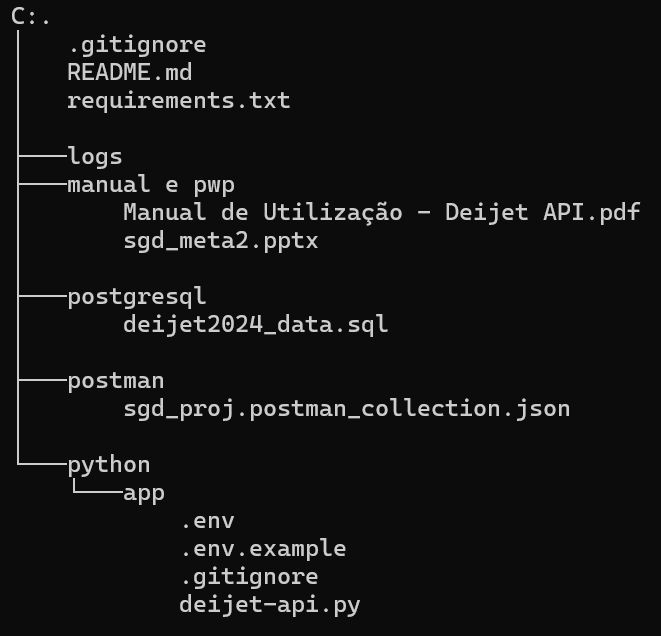 C:.
│   .gitignore
│   README.md
│   requirements.txt
│
├───logs
├───manual e pwp
│       Manual de Utilização - Deijet API.pdf
│       sgd_meta2.pptx
│
├───postgresql
│       deijet2024_data.sql
│
├───postman
│       sgd_proj.postman_collection.json
│
└───python
    └───app
            .env
            .env.example
            .gitignore
            deijet-api.py